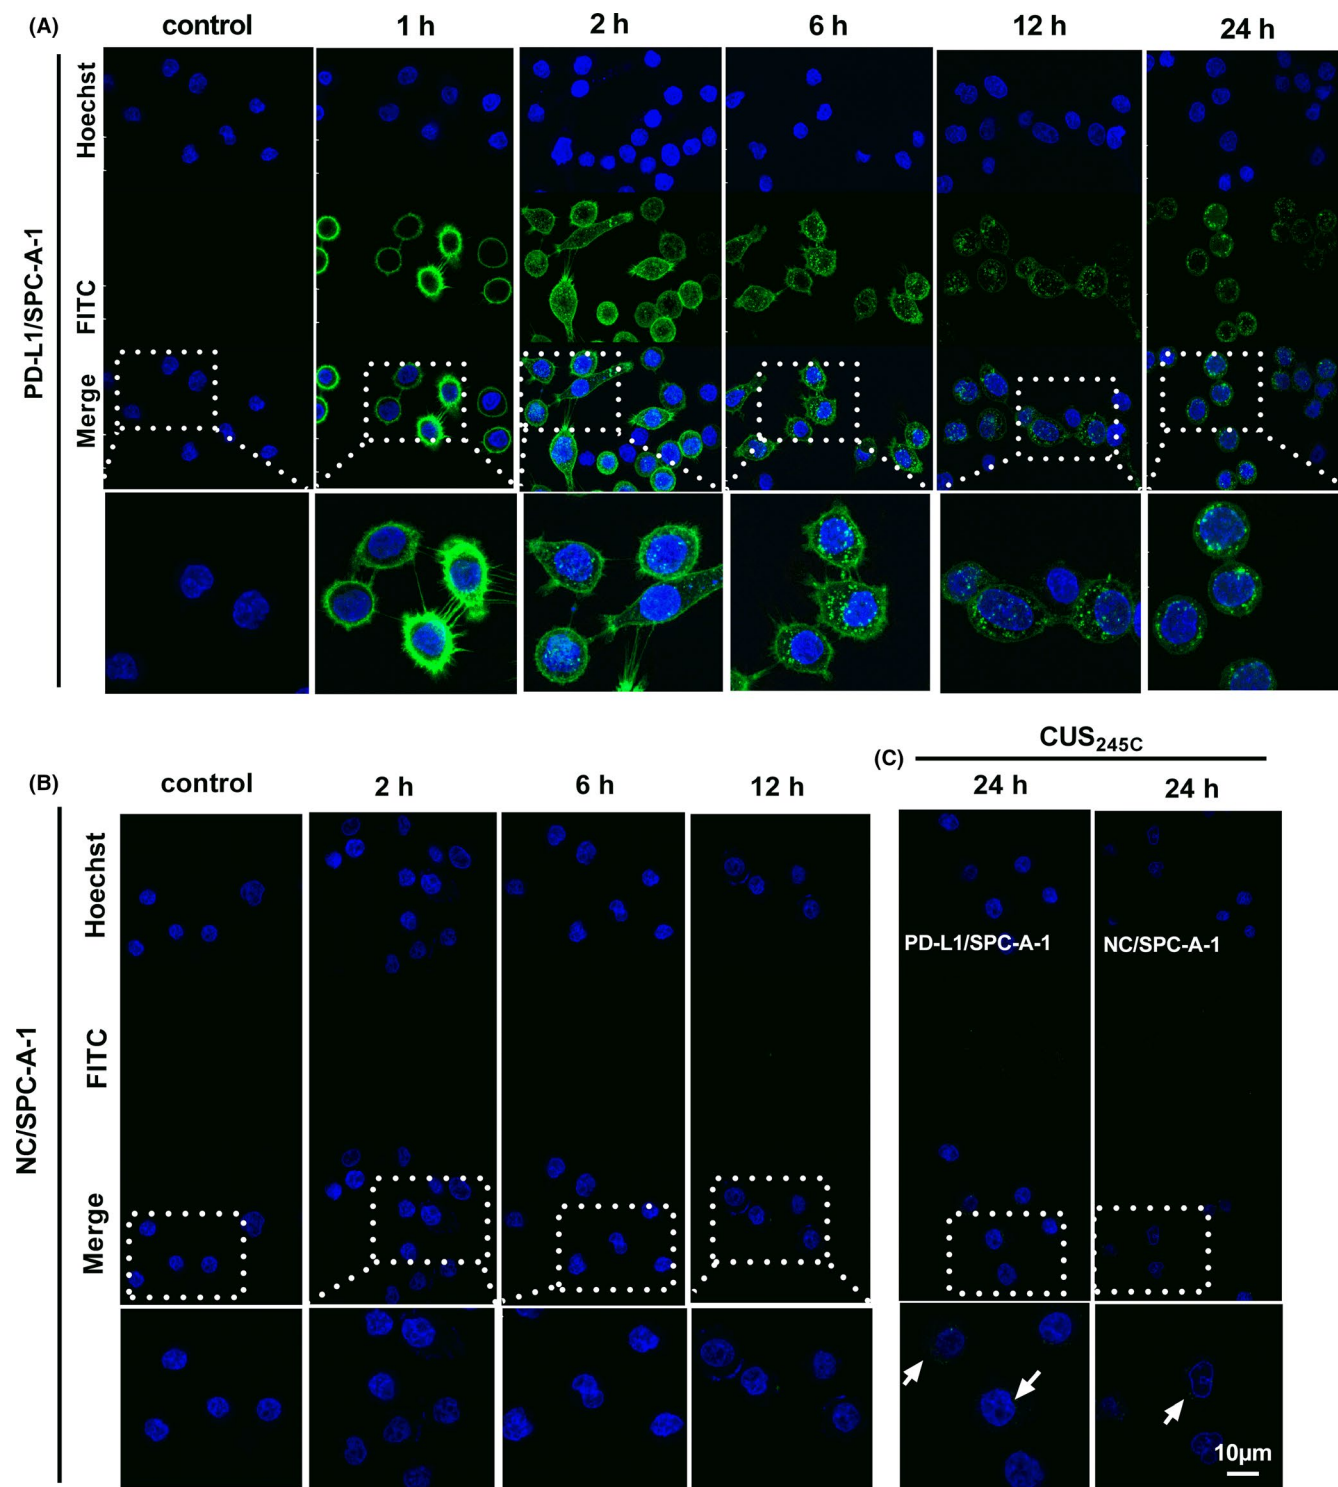 (A)
control 1 h 2 h 6 h 12 h 24 h
PD-L1/SPC-A-1
Hoechst
FITC
Merge
(B)
control 2 h 6 h 12 h
NC/SPC-A-1
Hoechst
FITC
Merge
(C)
CUS245C
24 h 24 h
PD-L1/SPC-A-1 NC/SPC-A-1
10μm